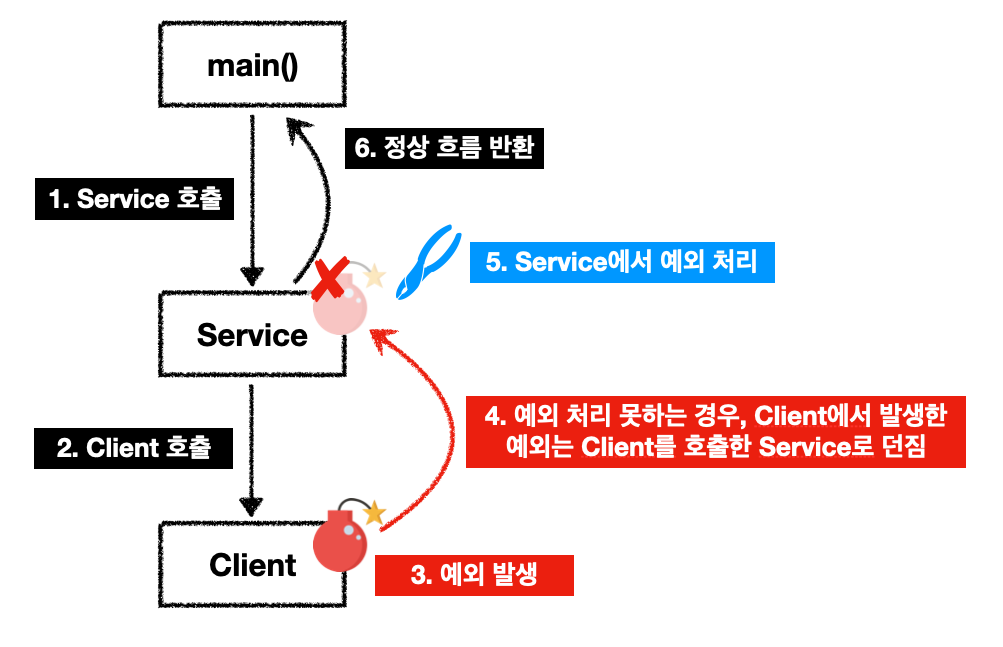 main()
6. 정상 흐름 반환
1. Service 호출
5. Service에서 예외 처리
Service
4. 예외 처리 못하는 경우, Client에서 발생한
예외는 Client를 호출한 Service로 던짐
2. Client 호출
Client
3. 예외 발생